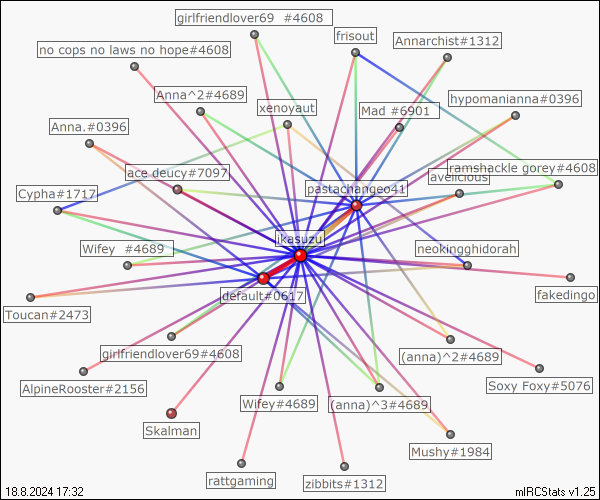 girlfriendlover69 #4608
frisout
Annarchist#1312
no cops no laws no hope#4608
Anna^2#4689
xenoyaut
Mad #6901
hypomanianna#0396
Anna.#0396
ace deucy#7097
ramshackle gorey#4608
avelicious
pastachangeo41
Cypha#1717
ikasuzu
Wifey #4689
neokingghidorah
default#0617
fakedingo
Toucan#2473
girlfriendlover69#4608
(anna)^2#4689
AlpineRooster#2156
Soxy Foxy#5076
Wifey#4689
(anna)^3#4689
Skalman
Mushy#1984
rattgaming
zibbits#1312
18.8.2024 17:32
mIRCStats v1.25